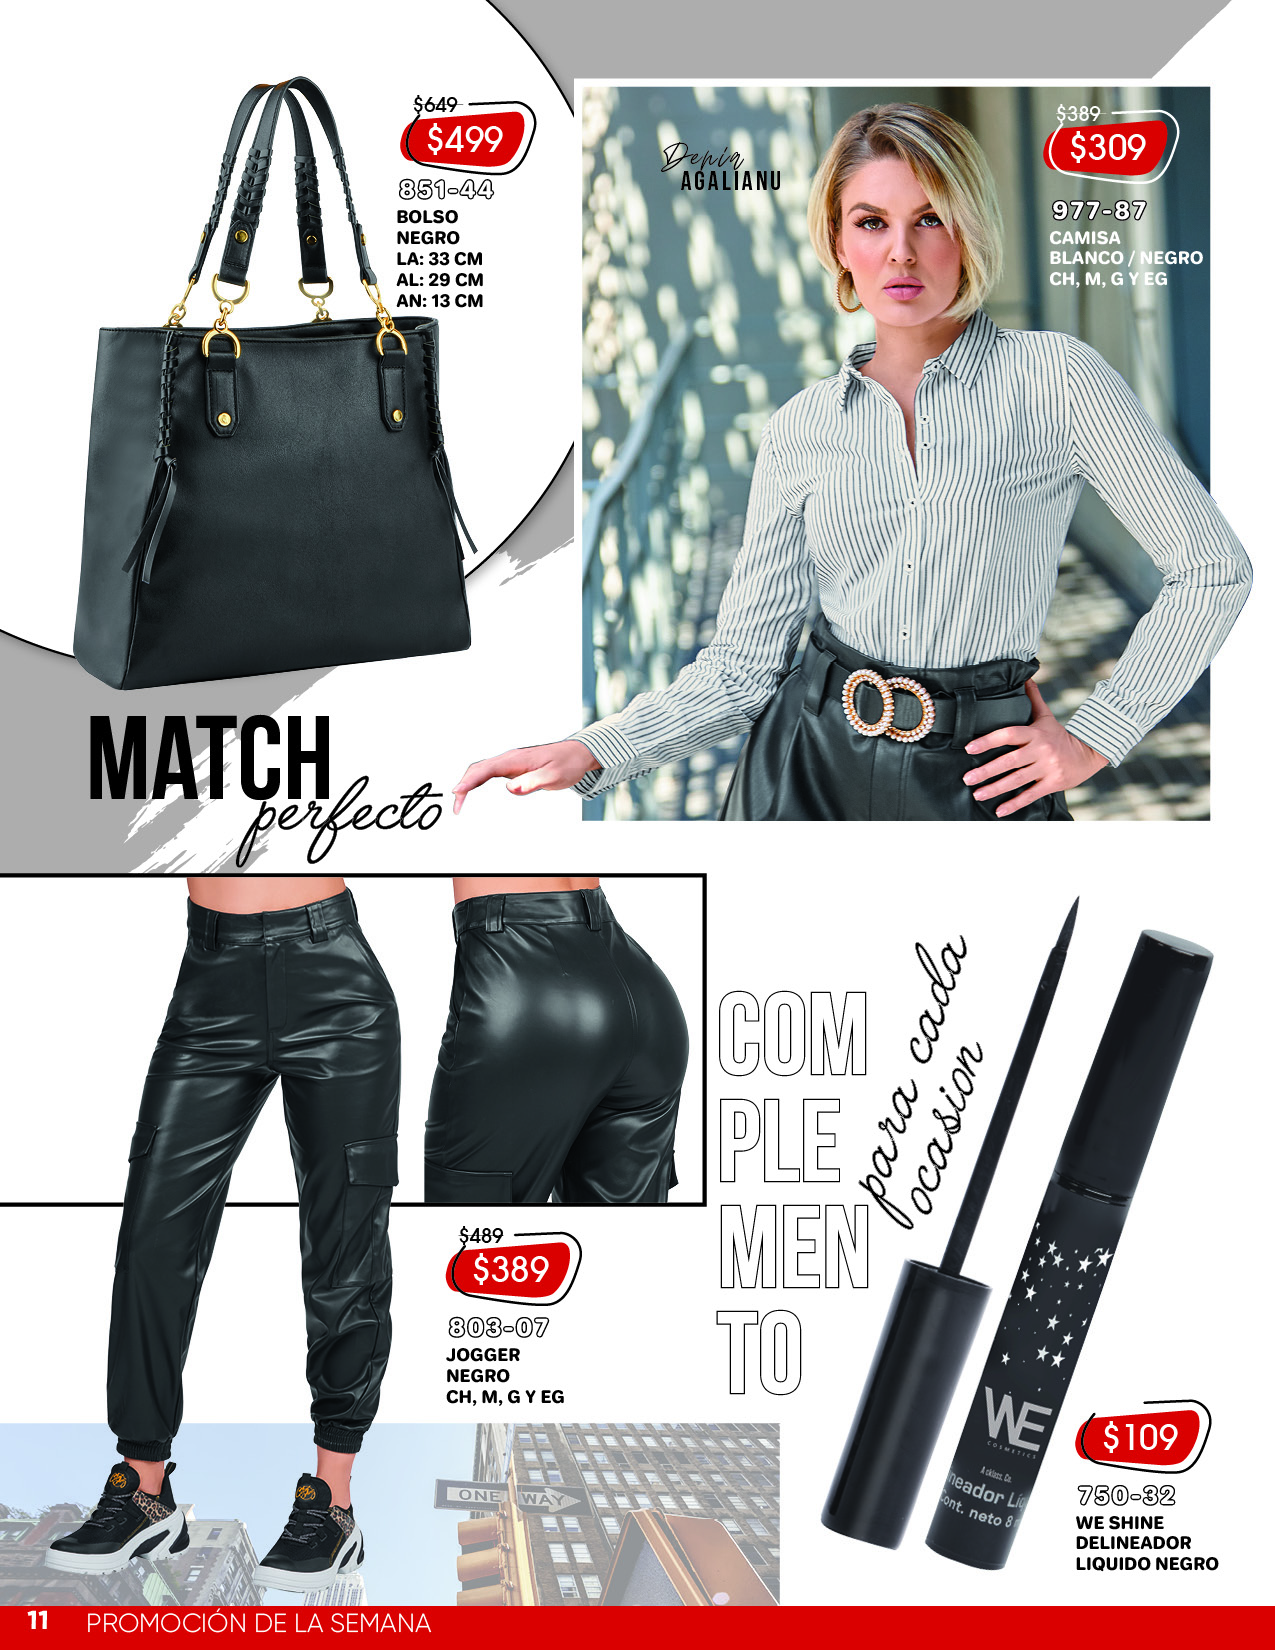 $649
$499
851-44
BOLSO
NEGRO
LA: 33 CM
AL: 29 CM
AN: 13 CM
Denia
AGALIANU
$389
$309
977-87
CAMISA
BLANCO / NEGRO
CH, M, G Y EG
MATCH
perfecto
COM
PLE
MEN
TO
para cada
ocasion
$489
$389
803-07
JOGGER
NEGRO
CH, M, G Y EG
ONE WAY
WE
COSMETICS
neador Líq
Cont. neto 8 m
$109
750-32
WE SHINE
DELINEADOR
LIQUIDO NEGRO
11 PROMOCIÓN DE LA SEMANA